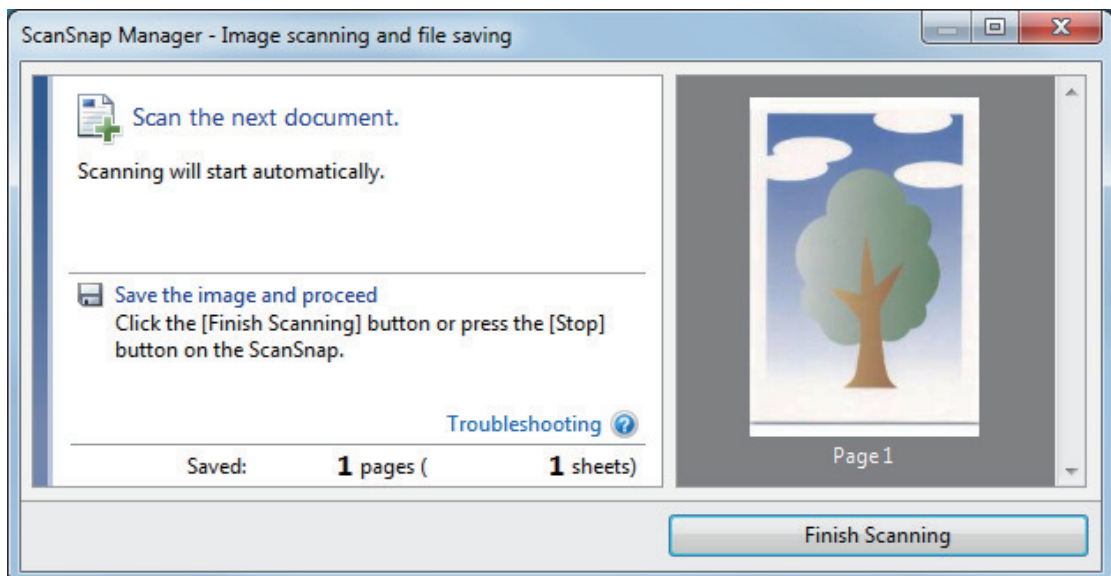 ScanSnap Manager - Image scanning and file saving
Scan the next document.
Scanning will start automatically.
Save the image and proceed
Click the [Finish Scanning] button or press the [Stop]
button on the ScanSnap.
Troubleshooting
Saved: 1 pages ( 1 sheets)
Page 1
Finish Scanning